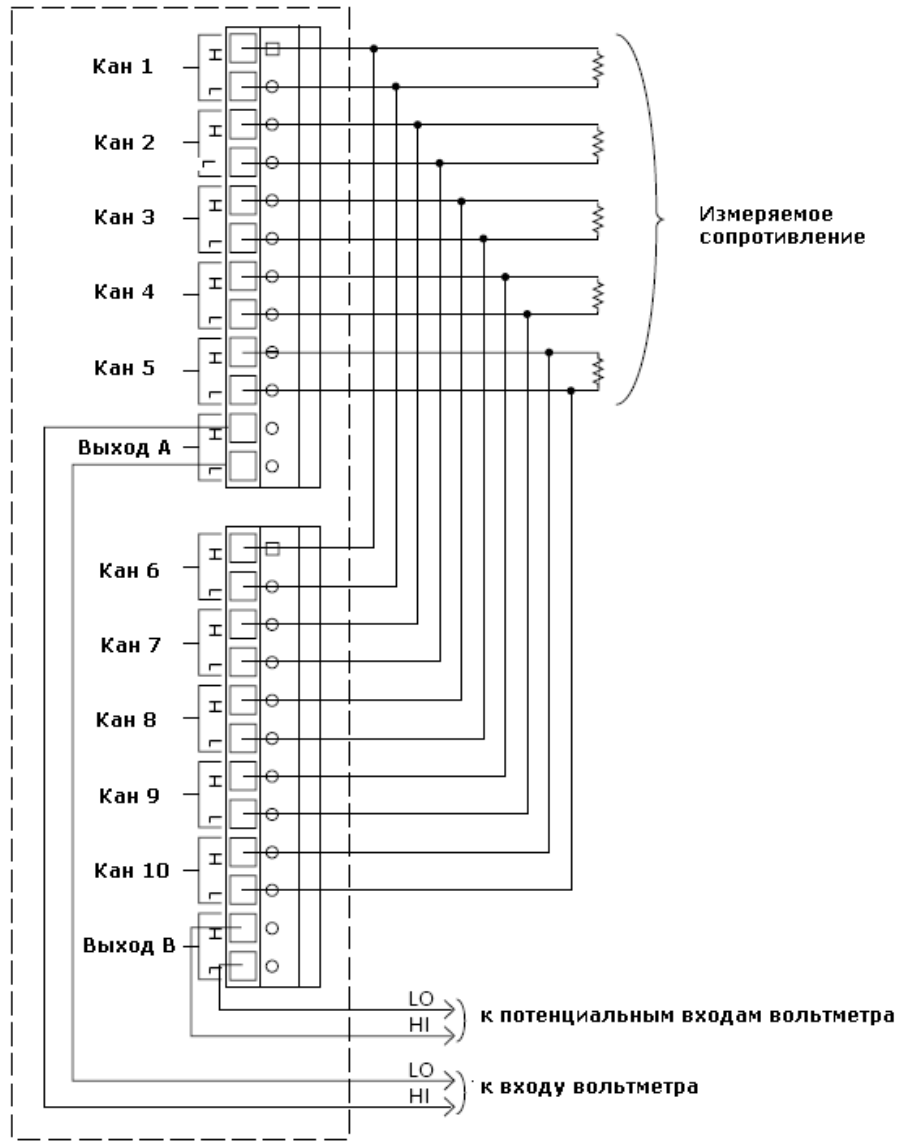 Кан 1
H
L
Кан 2
H
L
Кан 3
H
L
Измеряемое
сопротивление
Кан 4
H
L
Кан 5
H
L
Выход А
H
L
Кан 6
H
L
Кан 7
H
L
Кан 8
H
L
Кан 9
H
L
Кан 10
H
L
Выход В
H
L
LO
HI
к потенциальным входам вольтметра
LO
HI
к входу вольтметра